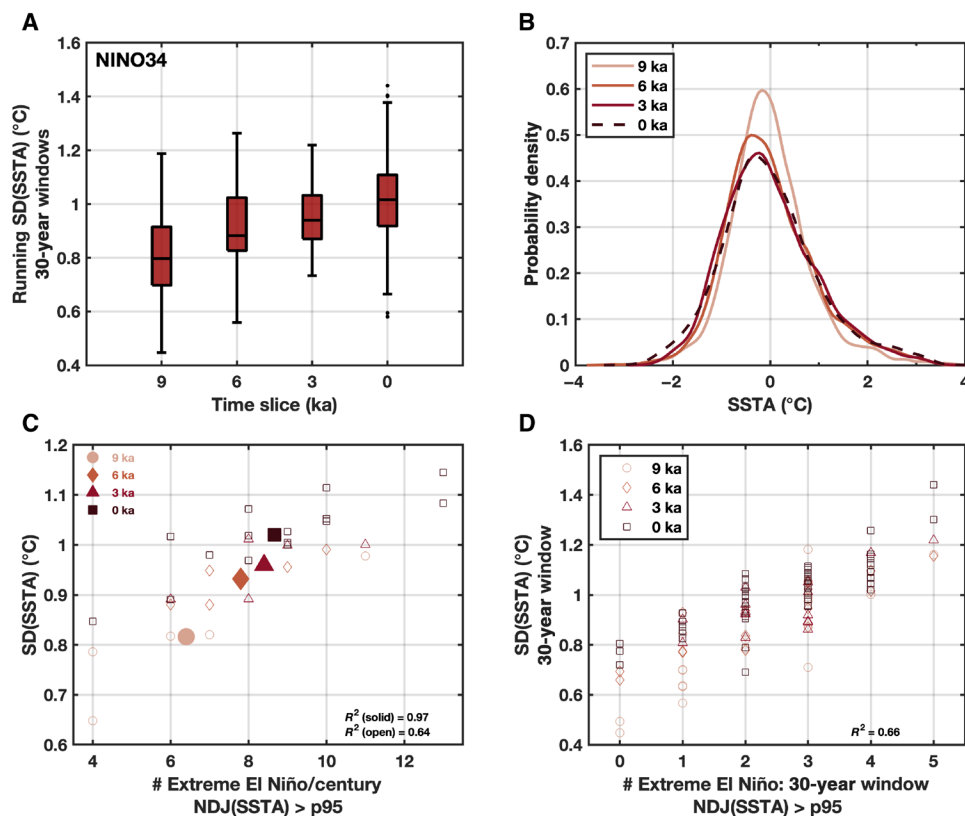 A
NINO34
Running SD(SSTA) (°C)
30-year windows
1.6
1.4
1.2
1
0.8
0.6
0.4
9
6
3
0
Time slice (ka)
B
9 ka
6 ka
3 ka
0 ka
Probability density
0.7
0.6
0.5
0.4
0.3
0.2
0.1
0
−4
−2
0
2
4
SSTA (°C)
C
9 ka
6 ka
3 ka
0 ka
SD(SSTA) (°C)
1.2
1.1
1
0.9
0.8
0.7
0.6
R² (solid) = 0.97
R² (open) = 0.64
4
6
8
10
12
# Extreme El Niño/century
NDJ(SSTA) > p95
D
9 ka
6 ka
3 ka
0 ka
SD(SSTA) (°C)
30-year window
1.6
1.4
1.2
1
0.8
0.6
0.4
R² = 0.66
0
1
2
3
4
5
# Extreme El Niño: 30-year window
NDJ(SSTA) > p95